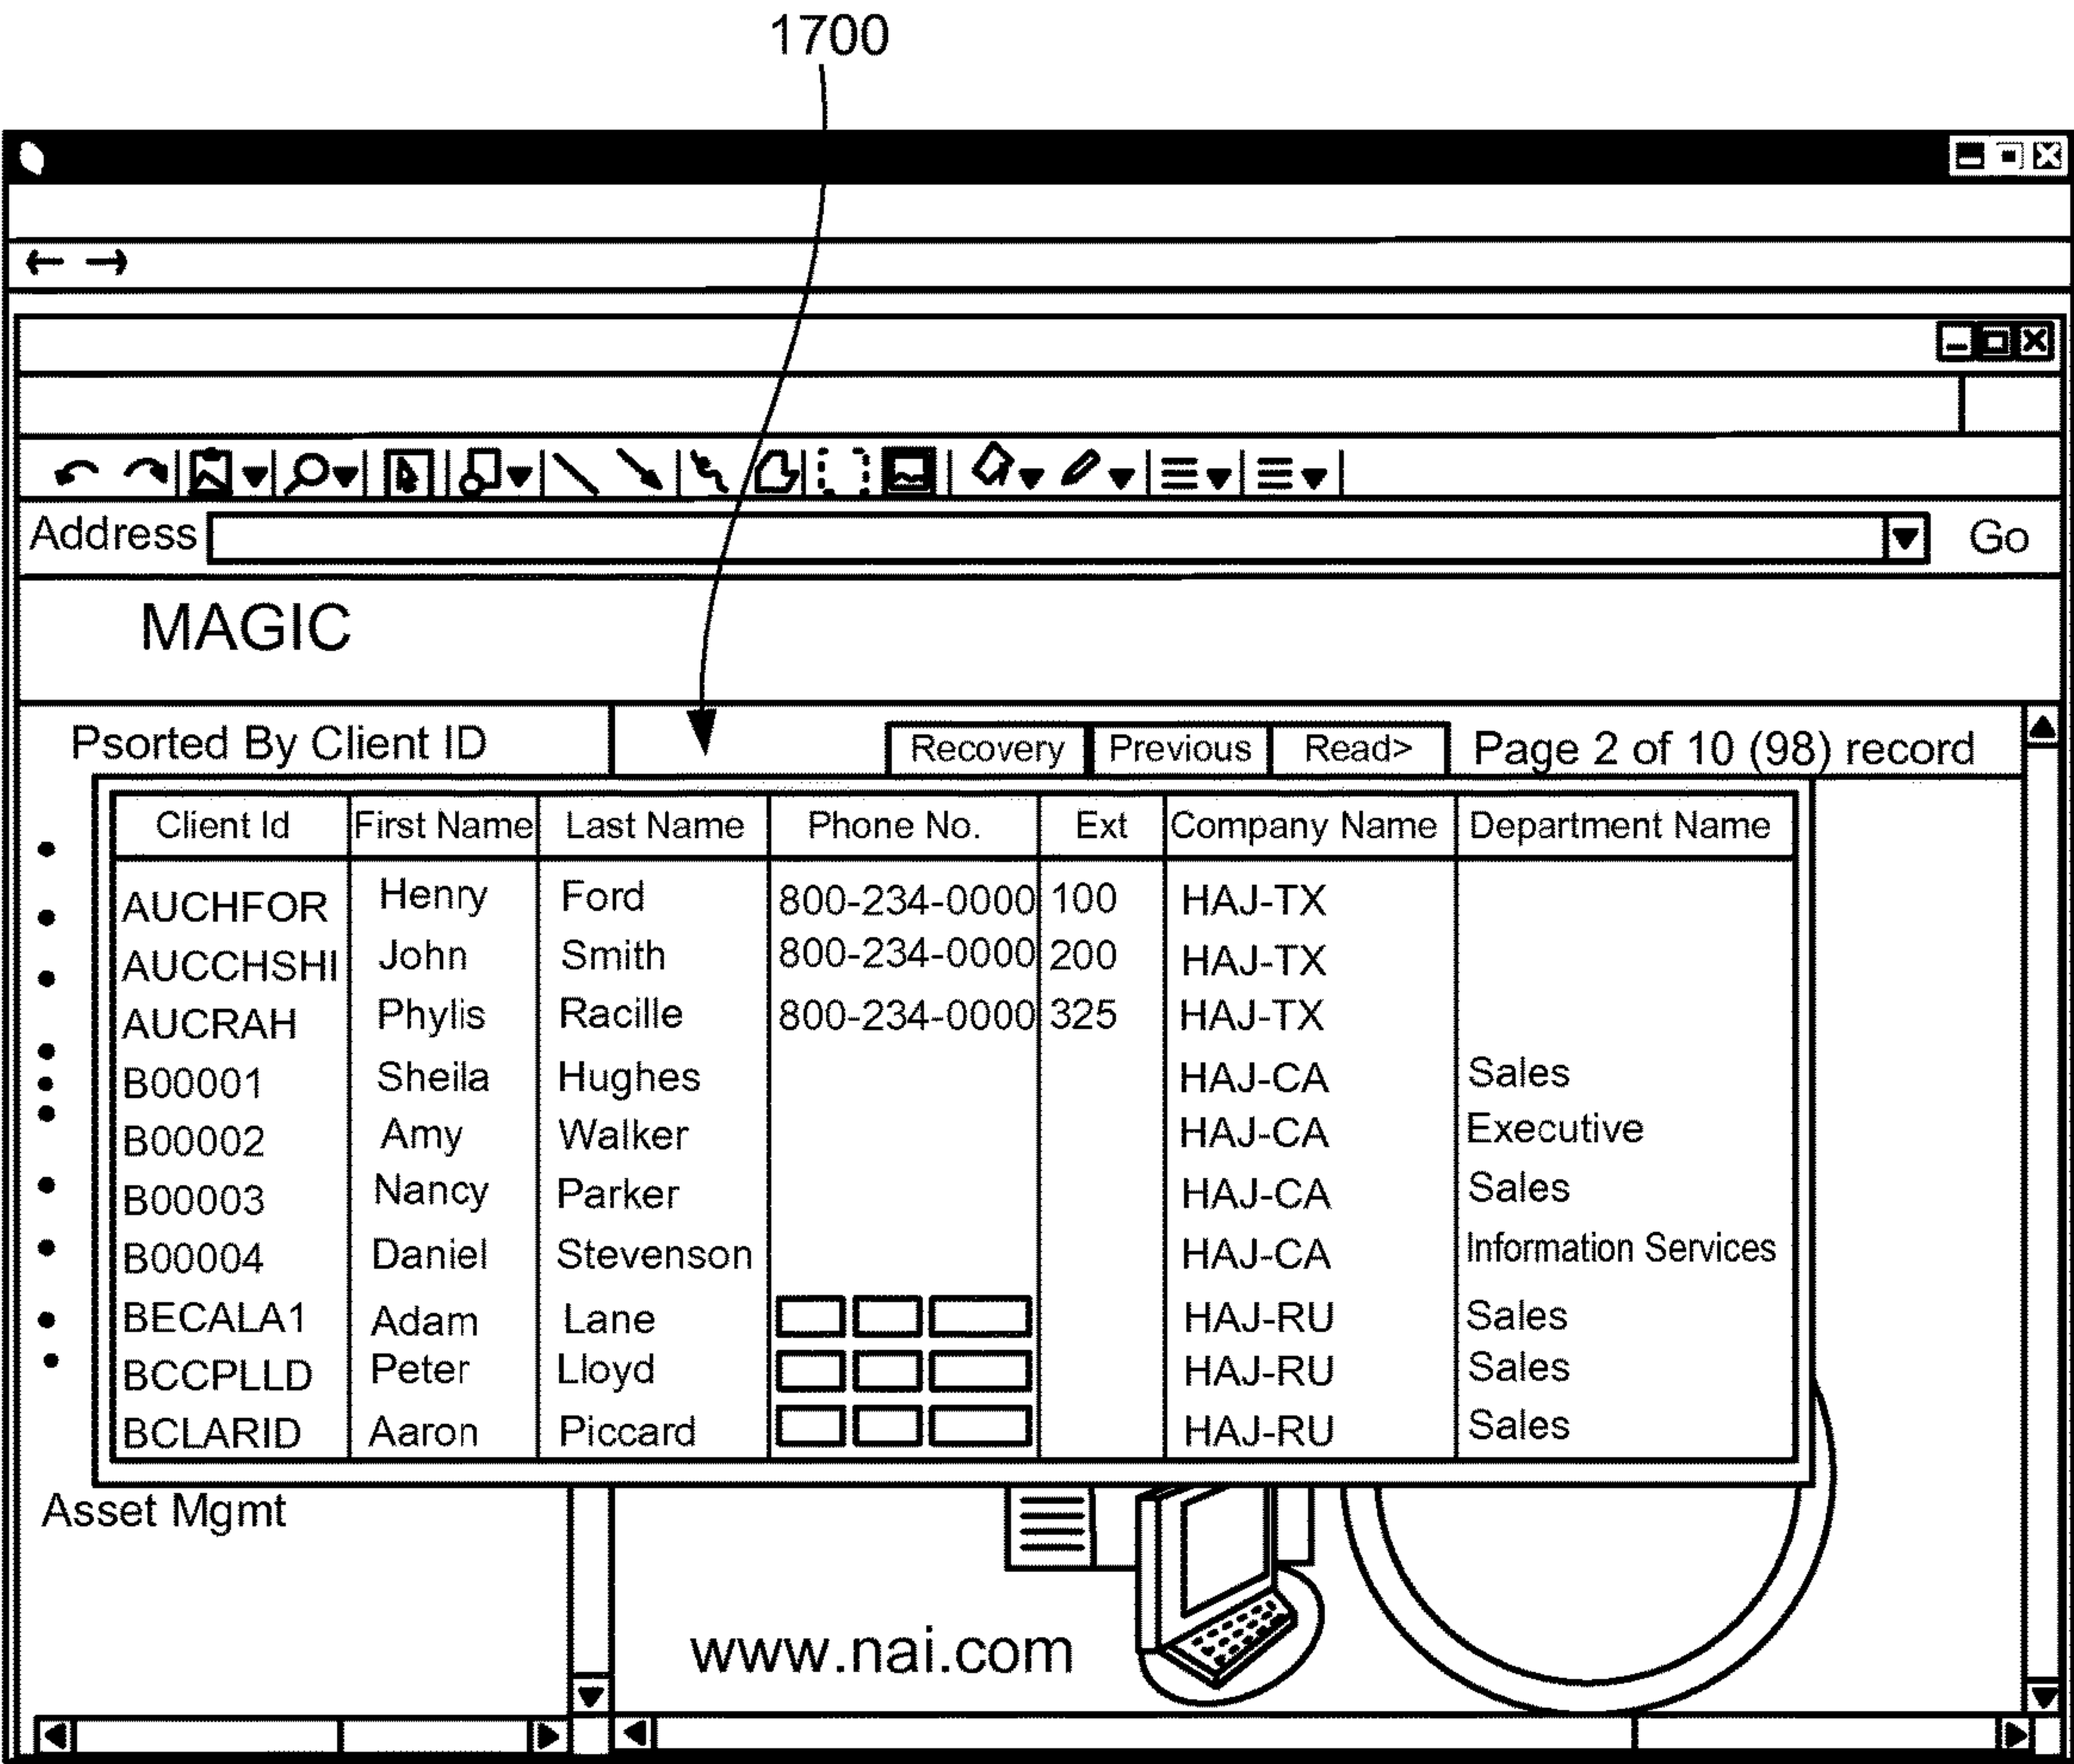 1700
Address Go
MAGIC
Psorted By Client ID Recovery Previous Read> Page 2 of 10 (98) record
Client Id First Name Last Name Phone No. Ext Company Name Department Name
AUCHFOR Henry Ford 800-234-0000 100 HAJ-TX
AUCCHSHI John Smith 800-234-0000 200 HAJ-TX
AUCRAH Phylis Racille 800-234-0000 325 HAJ-TX
B00001 Sheila Hughes HAJ-CA Sales
B00002 Amy Walker HAJ-CA Executive
B00003 Nancy Parker HAJ-CA Sales
B00004 Daniel Stevenson HAJ-CA Information Services
BECALA1 Adam Lane HAJ-RU Sales
BCCPLLD Peter Lloyd HAJ-RU Sales
BCLARID Aaron Piccard HAJ-RU Sales
Asset Mgmt
www.nai.com